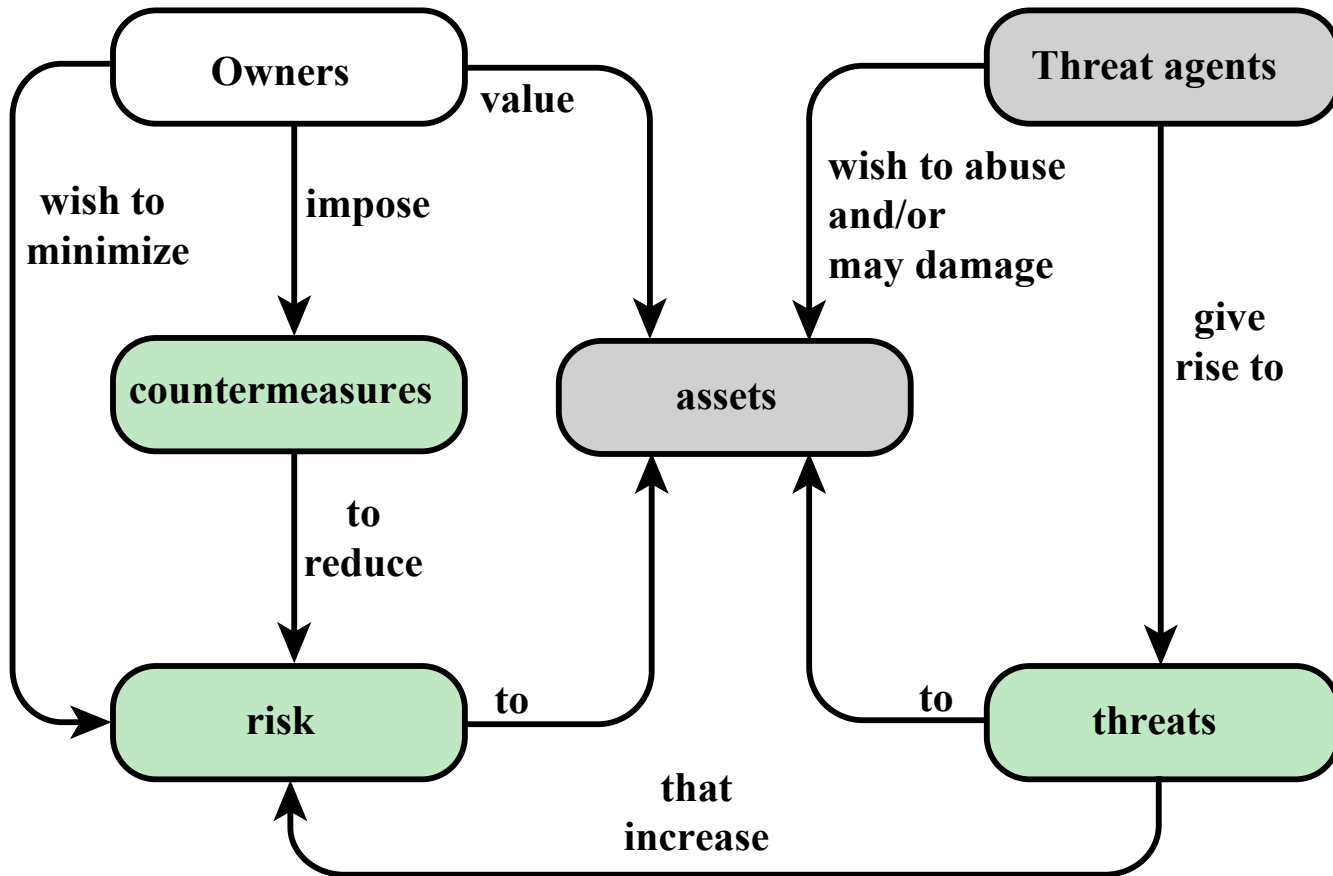 Owners
Threat agents
value
wish to
minimize
impose
wish to abuse
and/or
may damage
give
rise to
countermeasures
assets
to
reduce
risk
to
to
threats
that
increase